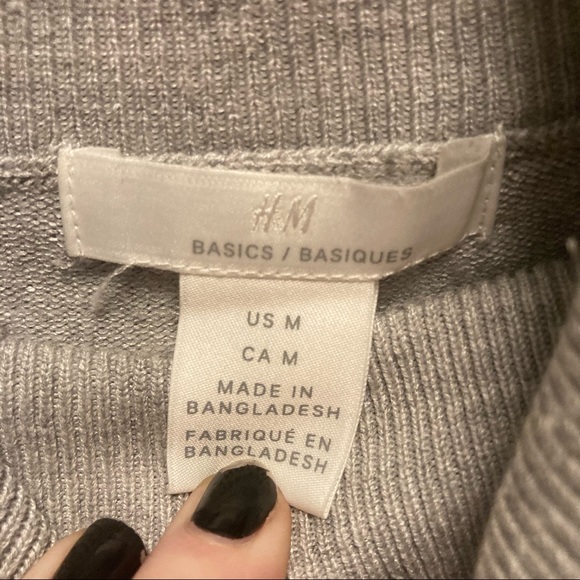 H&M
BASICS / BASIQUES
US M
CA M
MADE IN
BANGLADESH
FABRIQUÉ EN
BANGLADESH